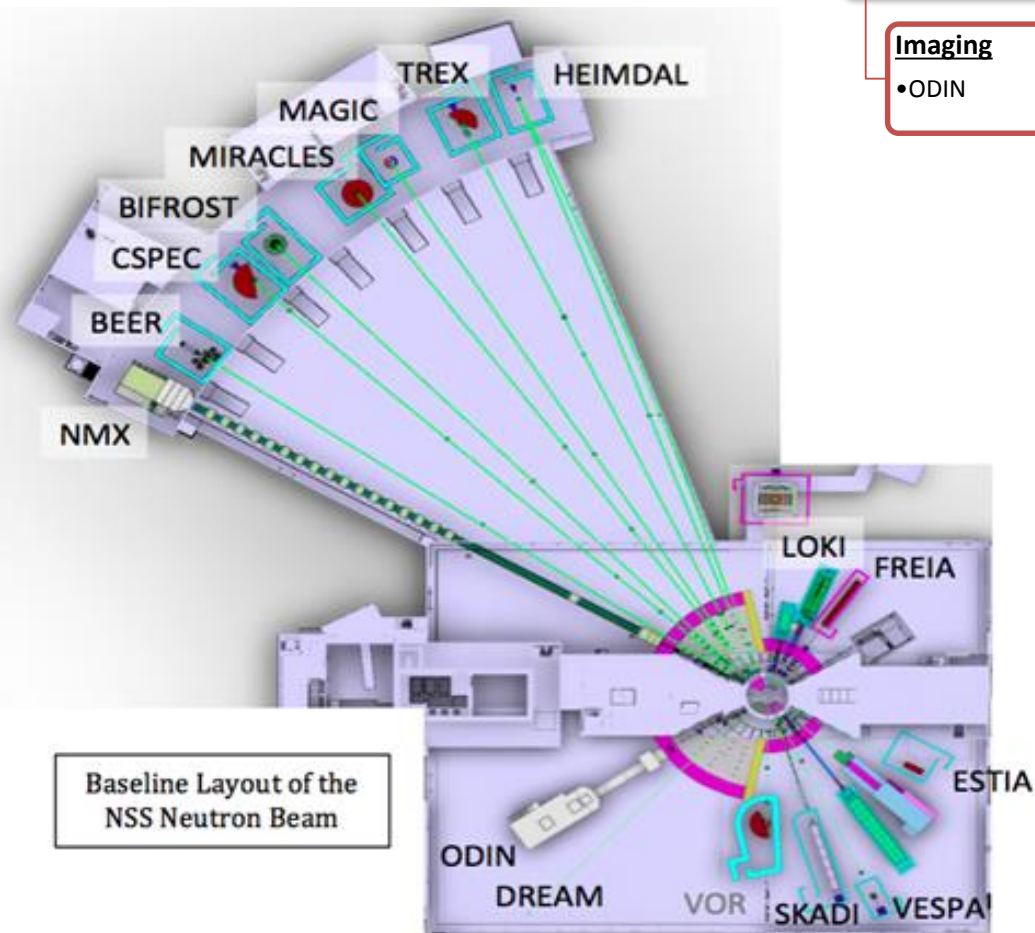 Imaging
•ODIN
TREX
HEIMDAL
MAGIC
MIRACLES
BIFROST
CSPEC
BEER
NMX
LOKI
FREIA
Baseline Layout of the
NSS Neutron Beam
ESTIA
ODIN
DREAM
VOR
SKADI
VESPA